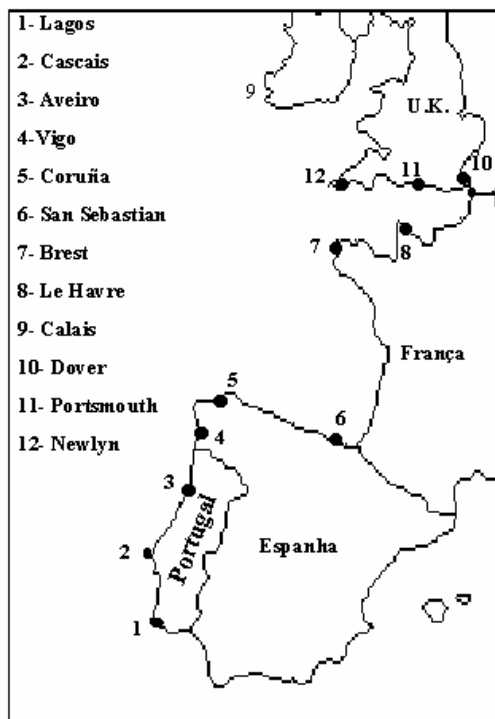 1- Lagos
2- Cascais
3- Aveiro
4-Vigo
5- Coruña
6- San Sebastian
7- Brest
8- Le Havre
9- Calais
10- Dover
11- Portsmouth
12- Newlyn
9
U.K.
12
11
10
7
8
França
5
6
4
3
Portugal
Espanha
2
1